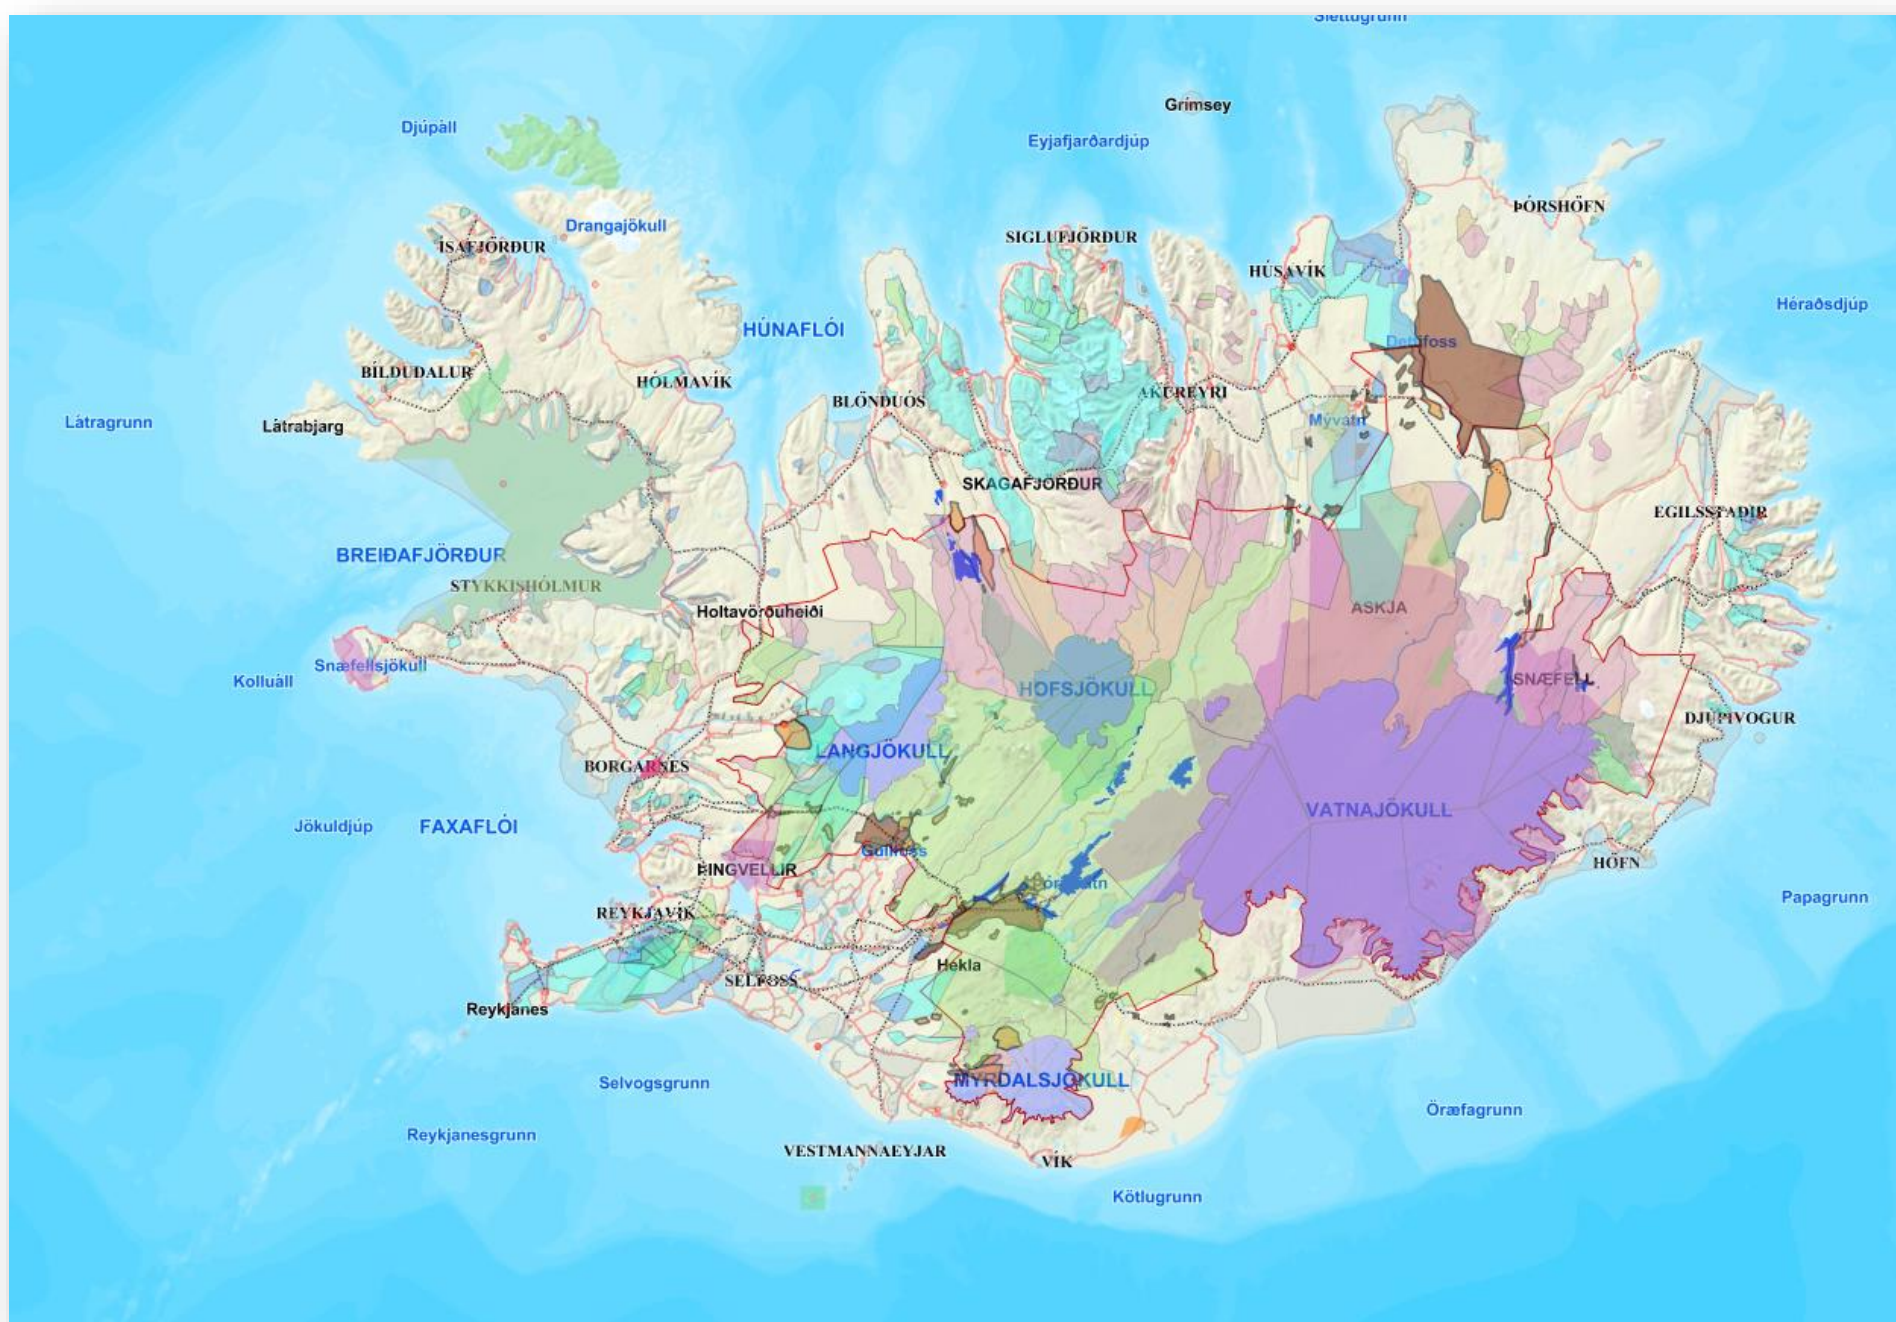 Sléttugrunn
Grímsey
Djúpáll
Eyjafjarðardjúp
ÞÓRSHÖFN
Drangajökull
SIGLUFJÖRÐUR
ÍSAFJÖRÐUR
HÚSAVÍK
Héraðsdjúp
HÚNAFLÓI
Dettifoss
BÍLDUDALUR
HÓLMAVÍK
AKUREYRI
BLÖNDUÓS
Látragrunn
Látrabjarg
Mývatn
SKAGAFJÖRÐUR
EGILSSTAÐIR
BREIÐAFJÖRÐUR
STYKKISHÓLMUR
Holtavörðuheiði
ASKJA
Snæfellsjökull
Kolluáll
SNÆFELL
HOFSJÖKULL
DJÚPIVOGUR
LANGJÖKULL
BORGARNES
VATNAJÖKULL
Jökuldjúp
FAXAFLÓI
Gullfoss
HÖFN
ÞINGVELLIR
Þórisvatn
Papagrunn
REYKJAVÍK
Hekla
SELFOSS
Reykjanes
Selvogsgrunn
MÝRDALSJÖKULL
Öræfagrunn
Reykjanesgrunn
VESTMANNAEYJAR
VÍK
Kötlugrunn